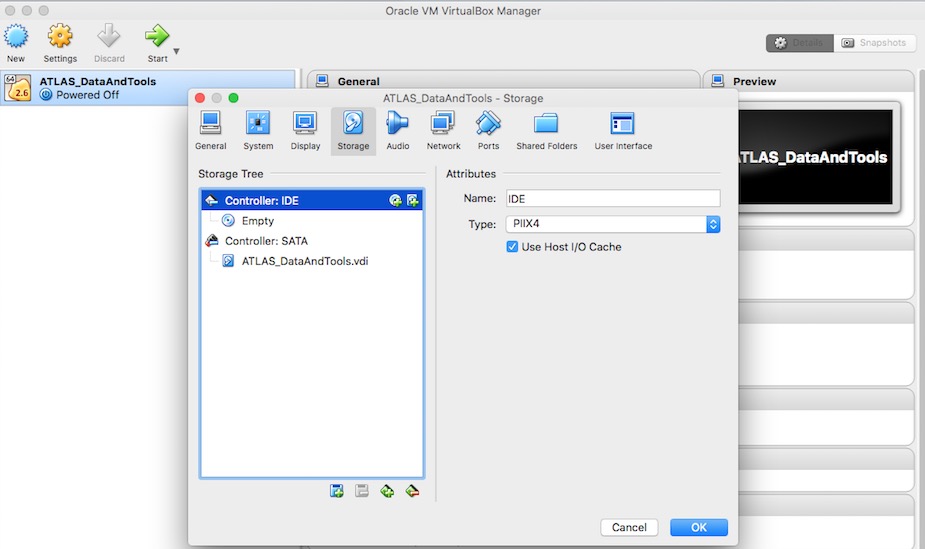 Oracle VM VirtualBox Manager
New
Settings
Discard
Start
Details
Snapshots
64
2.6
ATLAS_DataAndTools
Powered Off
General
Preview
ATLAS_DataAndTools
ATLAS_DataAndTools - Storage
General
System
Display
Storage
Audio
Network
Ports
Shared Folders
User Interface
Storage Tree
Controller: IDE
Empty
Controller: SATA
ATLAS_DataAndTools.vdi
Attributes
Name: IDE
Type: PIIX4
Use Host I/O Cache
Cancel
OK